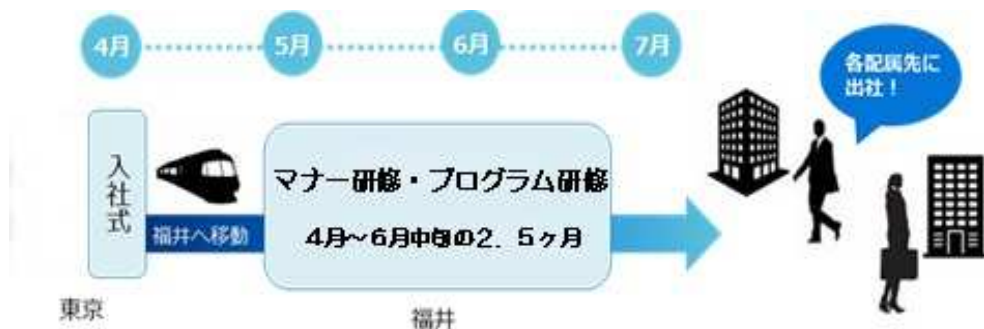 4月
5月
6月
7月
各配属先に
出社！
入社式
福井へ移動
マナー研修・プログラム研修
4月～6月中旬の2．5ヶ月
東京
福井